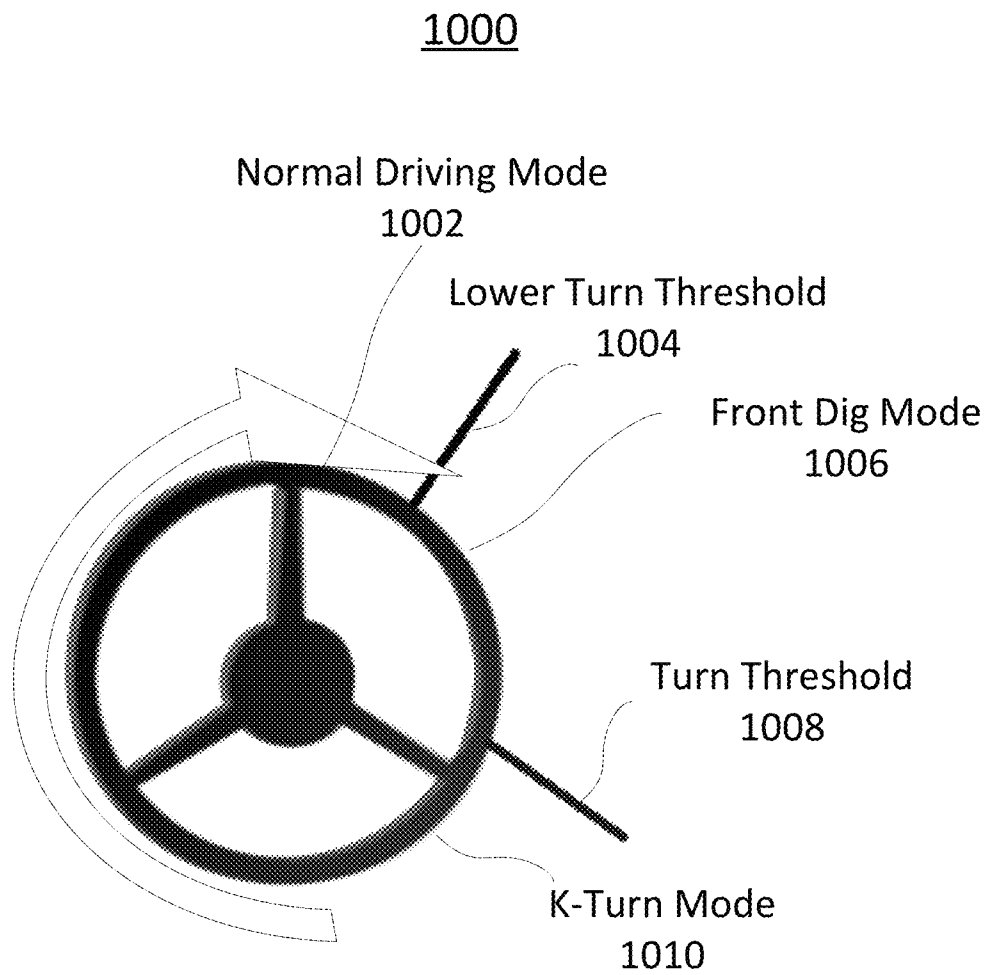 1000
Normal Driving Mode
1002
Lower Turn Threshold
1004
Front Dig Mode
1006
Turn Threshold
1008
K-Turn Mode
1010